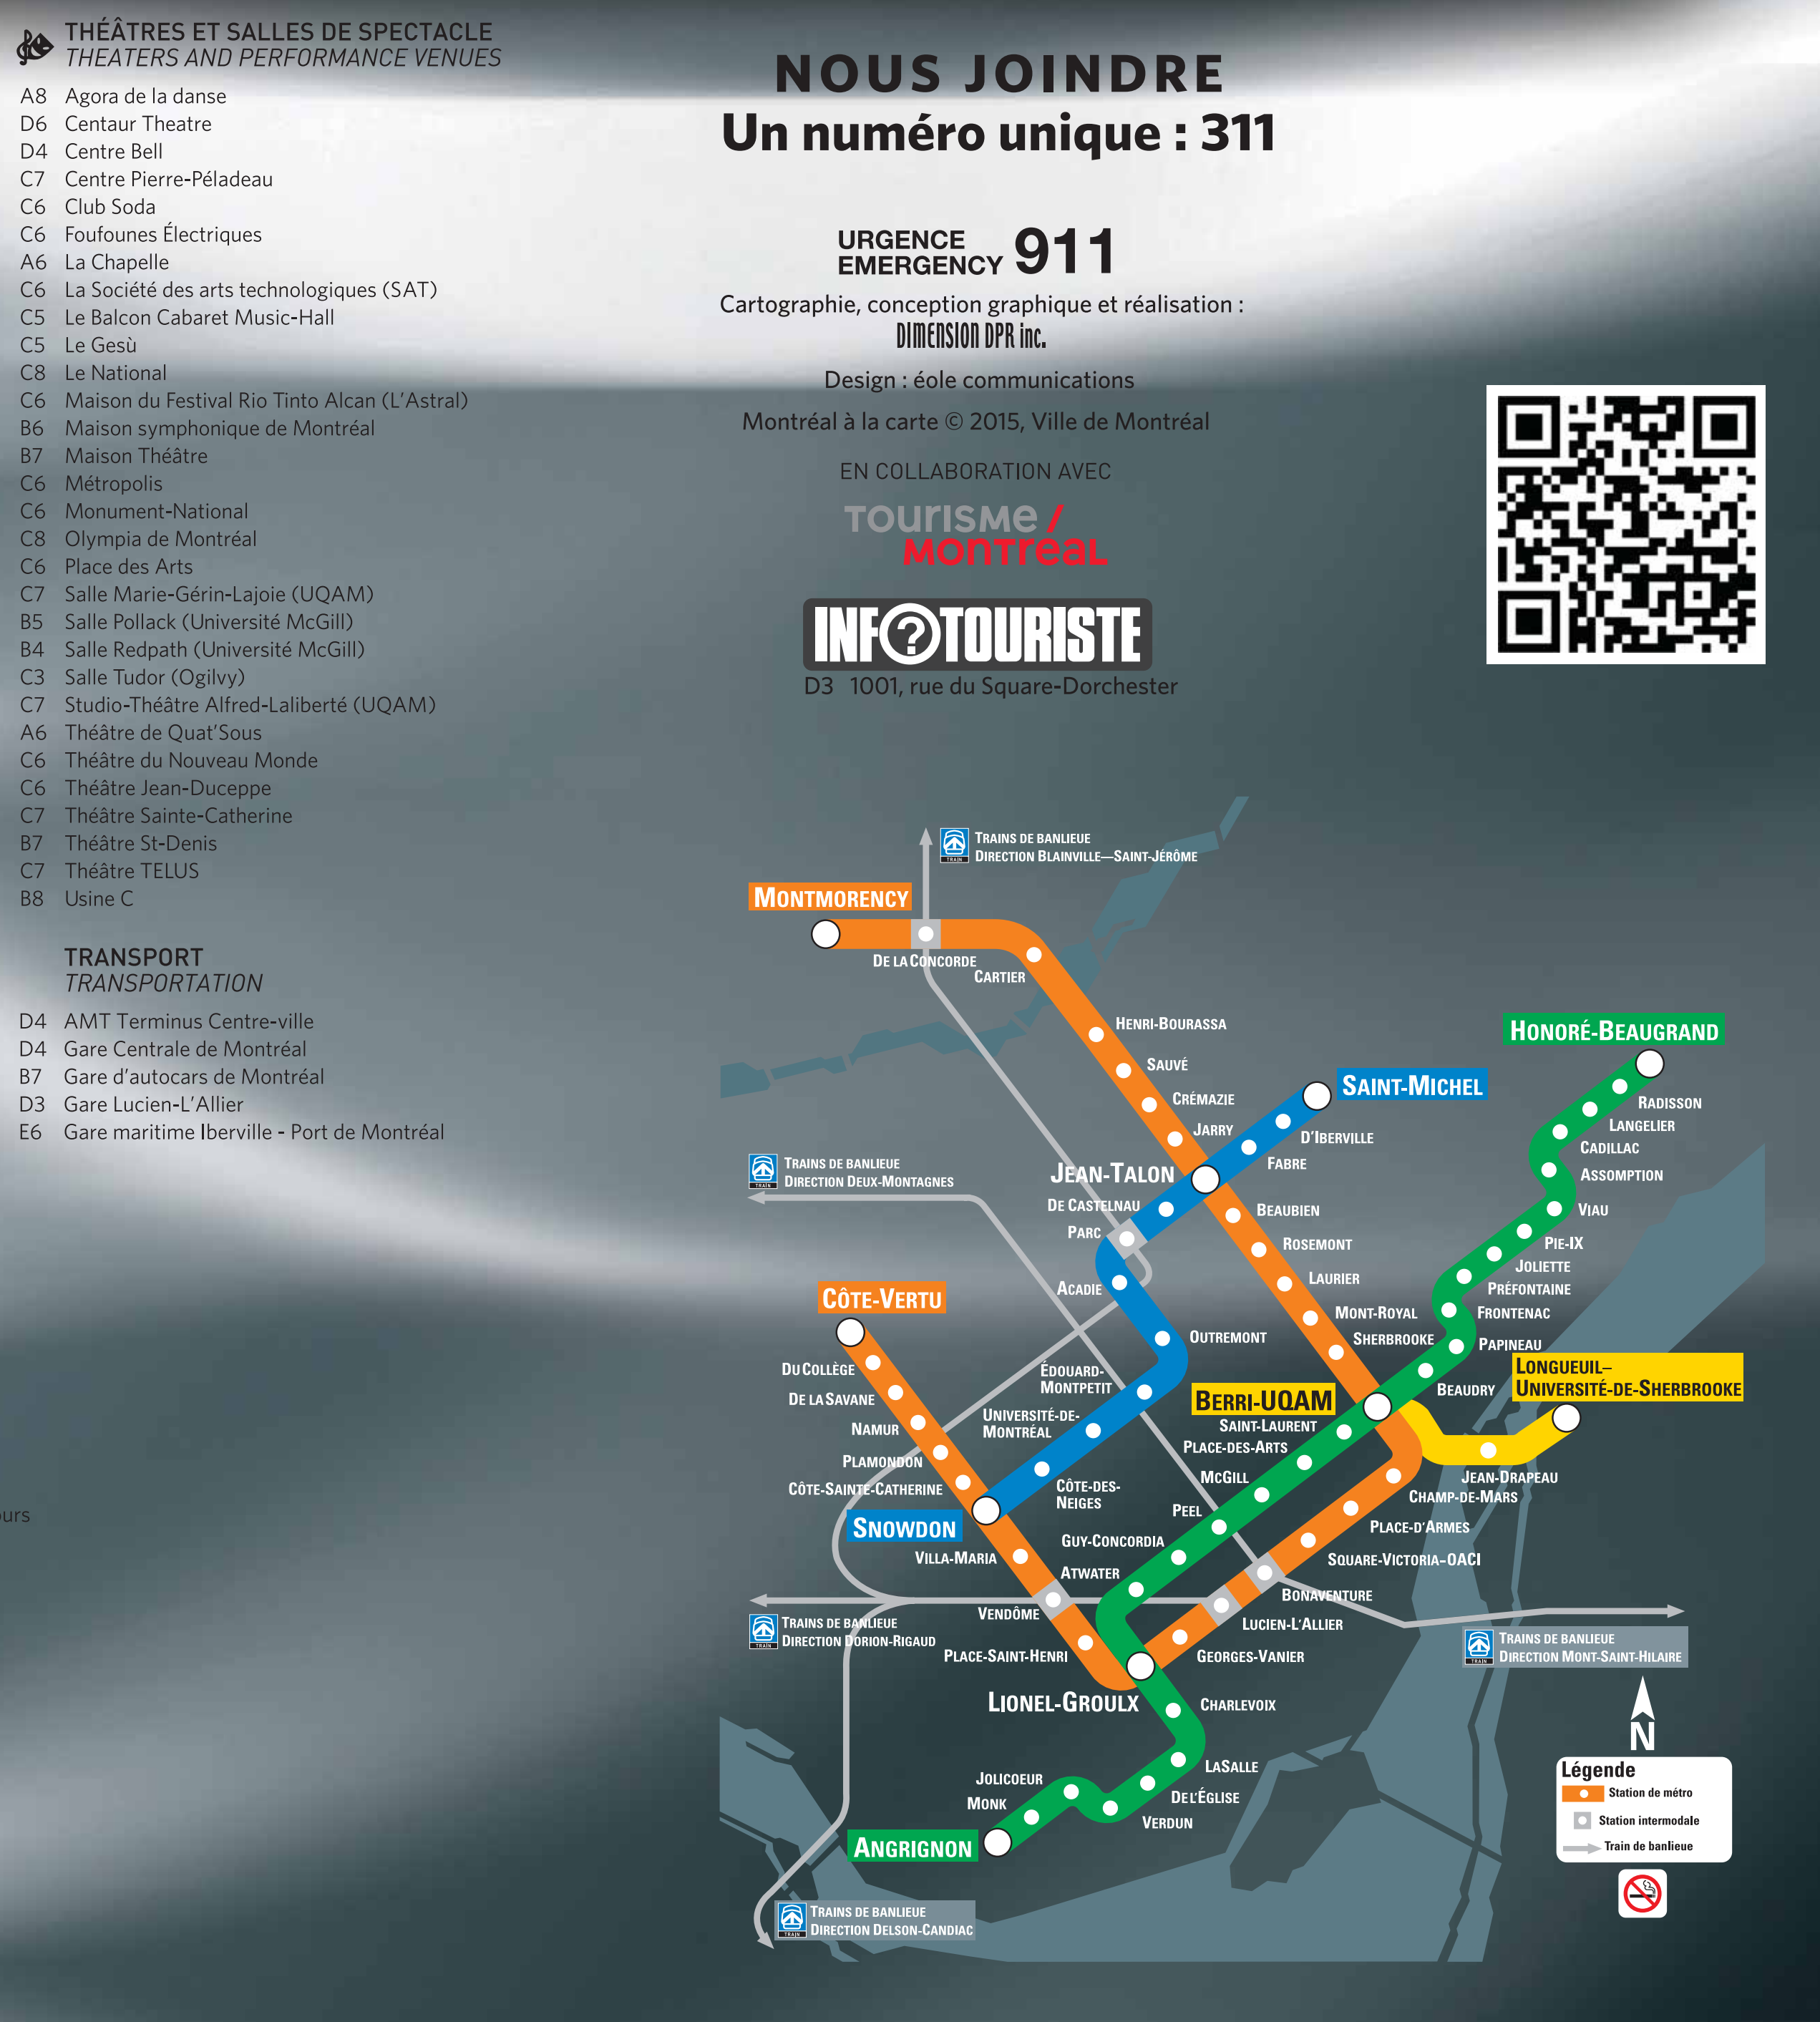 THÉÂTRES ET SALLES DE SPECTACLE
THEATERS AND PERFORMANCE VENUES
A8 Agora de la danse
D6 Centaur Theatre
D4 Centre Bell
C7 Centre Pierre-Péladeau
C6 Club Soda
C6 Foufounes Électriques
A6 La Chapelle
C6 La Société des arts technologiques (SAT)
C5 Le Balcon Cabaret Music-Hall
C5 Le Gesù
C8 Le National
C6 Maison du Festival Rio Tinto Alcan (L'Astral)
B6 Maison symphonique de Montréal
B7 Maison Théâtre
C6 Métropolis
C6 Monument-National
C8 Olympia de Montréal
C6 Place des Arts
C7 Salle Marie-Gérin-Lajoie (UQAM)
B5 Salle Pollack (Université McGill)
B4 Salle Redpath (Université McGill)
C3 Salle Tudor (Ogilvy)
C7 Studio-Théâtre Alfred-Laliberté (UQAM)
A6 Théâtre de Quat'Sous
C6 Théâtre du Nouveau Monde
C6 Théâtre Jean-Duceppe
C7 Théâtre Sainte-Catherine
B7 Théâtre St-Denis
C7 Théâtre TELUS
B8 Usine C
TRANSPORT
TRANSPORTATION
D4 AMT Terminus Centre-ville
D4 Gare Centrale de Montréal
B7 Gare d'autocars de Montréal
D3 Gare Lucien-L'Allier
E6 Gare maritime Iberville - Port de Montréal
urs
NOUS JOINDRE
Un numéro unique : 311
URGENCE
EMERGENCY 911
Cartographie, conception graphique et réalisation :
DIMENSION DPR inc.
Design : éole communications
Montréal à la carte © 2015, Ville de Montréal
EN COLLABORATION AVEC
TOURISME /
MONTRÉAL
INFOTOURISTE
?
D3 1001, rue du Square-Dorchester
TRAIN
TRAINS DE BANLIEUE
DIRECTION BLAINVILLE—SAINT-JÉRÔME
MONTMORENCY
DE LA CONCORDE
CARTIER
HENRI-BOURASSA
SAUVÉ
CRÉMAZIE
JARRY
HONORÉ-BEAUGRAND
SAINT-MICHEL
RADISSON
LANGELIER
D'IBERVILLE
CADILLAC
FABRE
ASSOMPTION
TRAIN
TRAINS DE BANLIEUE
DIRECTION DEUX-MONTAGNES
JEAN-TALON
DE CASTELNAU
PARC
BEAUBIEN
VIAU
ROSEMONT
PIE-IX
JOLIETTE
LAURIER
PRÉFONTAINE
ACADIE
CÔTE-VERTU
MONT-ROYAL
FRONTENAC
OUTREMONT
SHERBROOKE
PAPINEAU
DU COLLÈGE
ÉDOUARD-
MONTPETIT
LONGUEUIL–
UNIVERSITÉ-DE-SHERBROOKE
BEAUDRY
DE LA SAVANE
BERRI-UQAM
UNIVERSITÉ-DE-
MONTRÉAL
SAINT-LAURENT
NAMUR
PLACE-DES-ARTS
PLAMONDON
MCGILL
JEAN-DRAPEAU
CÔTE-SAINTE-CATHERINE
CÔTE-DES-
NEIGES
CHAMP-DE-MARS
PEEL
SNOWDON
PLACE-D'ARMES
GUY-CONCORDIA
VILLA-MARIA
SQUARE-VICTORIA-OACI
ATWATER
BONAVENTURE
VENDÔME
LUCIEN-L'ALLIER
TRAIN
TRAINS DE BANLIEUE
DIRECTION DORION-RIGAUD
TRAIN
TRAINS DE BANLIEUE
DIRECTION MONT-SAINT-HILAIRE
PLACE-SAINT-HENRI
GEORGES-VANIER
LIONEL-GROULX
CHARLEVOIX
N
LASALLE
JOLICOEUR
DE L'ÉGLISE
MONK
VERDUN
ANGRIGNON
Légende
Station de métro
Station intermodale
Train de banlieue
TRAIN
TRAINS DE BANLIEUE
DIRECTION DELSON-CANDIAC